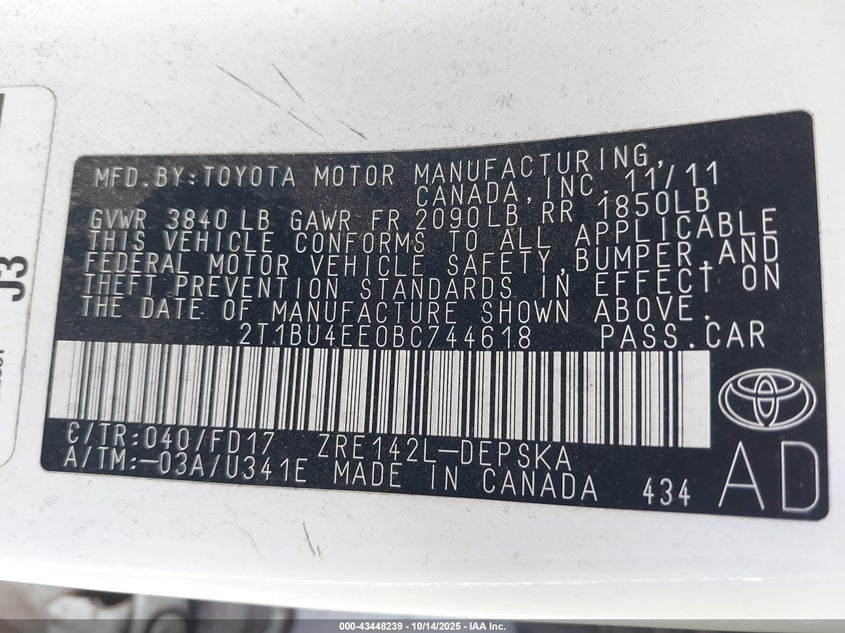 MFD.BY:TOYOTA MOTOR MANUFACTURING,
CANADA,INC. 11/11
GVWR 3840 LB GAWR FR 2090LB RR 1850LB
THIS VEHICLE CONFORMS TO ALL APPLICABLE
FEDERAL MOTOR VEHICLE SAFETY,BUMPER,AND
THEFT PREVENTION STANDARDS IN EFFECT ON
THE DATE OF MANUFACTURE SHOWN ABOVE.
2T1BU4EE0BC744618 PASS.CAR
C/TR:040/FD17 ZRE142L-DEPSKA
A/TM:-03A/U341E MADE IN CANADA 434
AD
J3
000-43448239 - 10/14/2025 - IAA Inc.